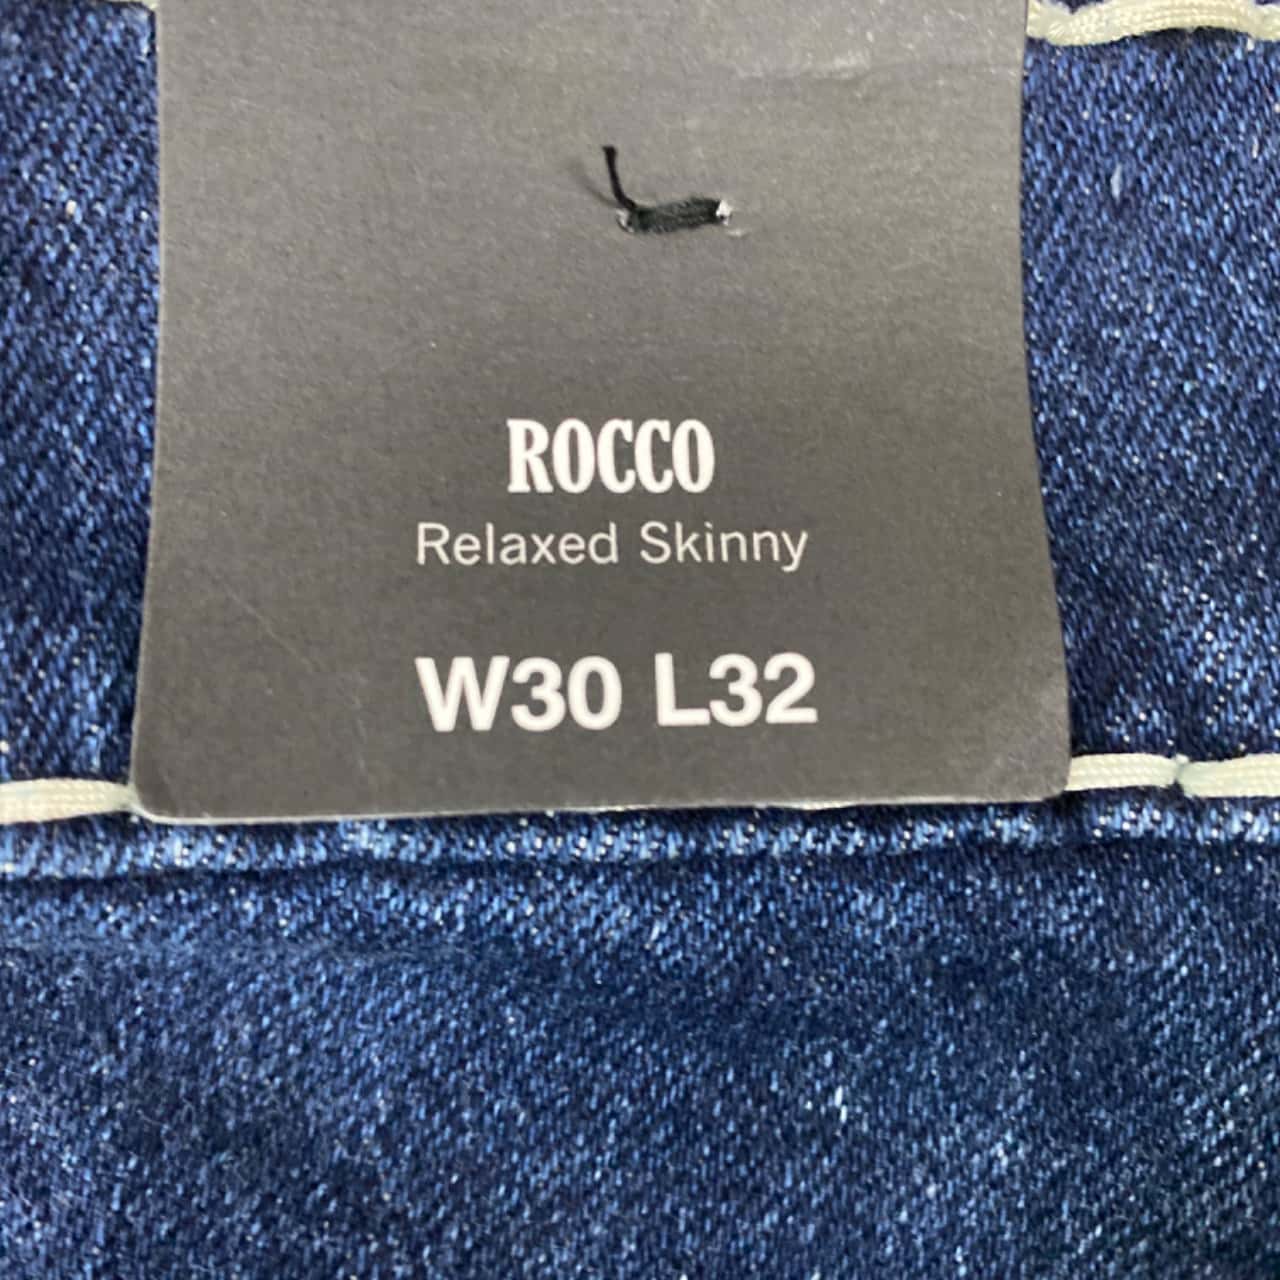 ROCCO
Relaxed Skinny
W30 L32